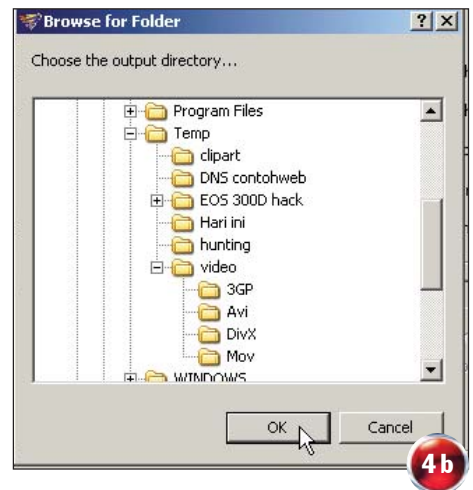 Browse for Folder
Choose the output directory...
Program Files
Temp
clipart
DNS contohweb
EOS 300D hack
Hari ini
hunting
video
3GP
Avi
DivX
Mov
WINDOWS
OK Cancel
4b